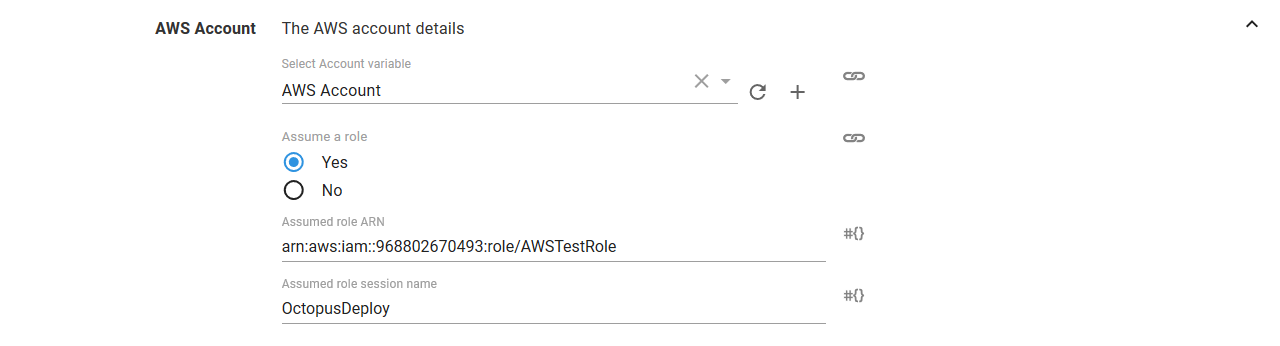 AWS Account The AWS account details
Select Account variable
AWS Account
Assume a role
Yes
No
Assumed role ARN
arn:aws:iam::968802670493:role/AWSTestRole
#{}
Assumed role session name
OctopusDeploy
#{}